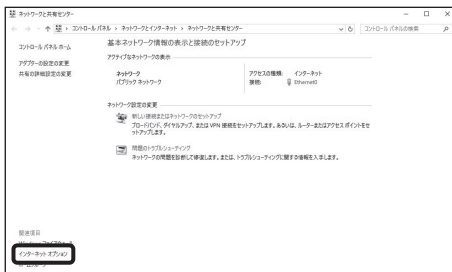 ネットワークと共有センター
コントロール パネル > ネットワークとインターネット > ネットワークと共有センター
コントロール パネルの検索
コントロール パネル ホーム
アダプターの設定の変更
共有の詳細設定の変更
基本ネットワーク情報の表示と接続のセットアップ
アクティブなネットワークの表示
ネットワーク
パブリック ネットワーク
アクセスの種類: インターネット
接続: Ethernet0
ネットワーク設定の変更
新しい接続またはネットワークのセットアップ
ブロードバンド、ダイヤルアップ、または VPN 接続をセットアップします。あるいは、ルーターまたはアクセス ポイントをセ
ットアップします。
問題のトラブルシューティング
ネットワークの問題を診断して修復します。または、トラブルシューティングに関する情報を入手します。
関連項目
インターネット オプション